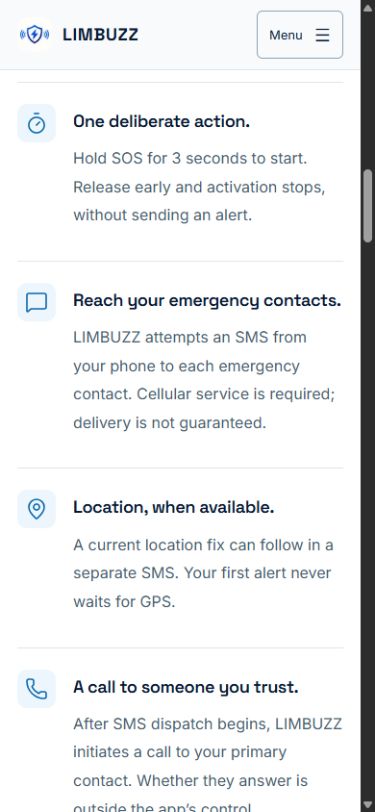 LIMBUZZ
Menu
One deliberate action.
Hold SOS for 3 seconds to start.
Release early and activation stops,
without sending an alert.
Reach your emergency contacts.
LIMBUZZ attempts an SMS from
your phone to each emergency
contact. Cellular service is required;
delivery is not guaranteed.
Location, when available.
A current location fix can follow in a
separate SMS. Your first alert never
waits for GPS.
A call to someone you trust.
After SMS dispatch begins, LIMBUZZ
initiates a call to your primary
contact. Whether they answer is
outside the app's control.